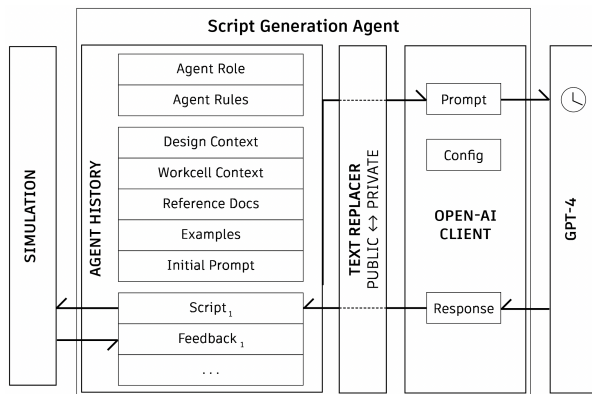 Script Generation Agent
SIMULATION
AGENT HISTORY
Agent Role
Agent Rules
Design Context
Workcell Context
Reference Docs
Examples
Initial Prompt
Script 1
Feedback 1
...
TEXT REPLACER
PUBLIC ↔ PRIVATE
Prompt
Config
OPEN-AI
CLIENT
Response
GPT-4